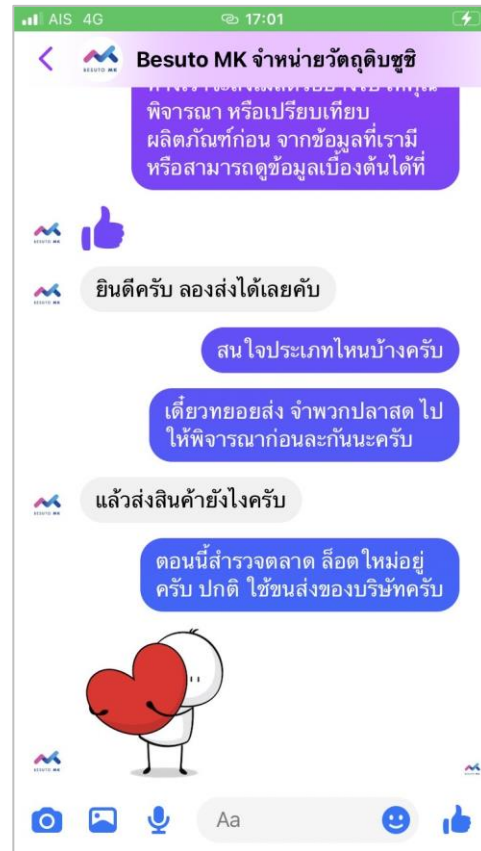 AIS 4G 17:01
Besuto MK จำหน่ายวัตถุดิบซูชิ
พิจารณา หรือเปรียบเทียบ
ผลิตภัณฑ์ก่อน จากข้อมูลที่เรามี
หรือสามารถดูข้อมูลเบื้องต้นได้ที่
ยินดีครับ ลองส่งได้เลยคับ
สนใจประเภทไหนบ้างครับ
เดี๋ยวทยอยส่ง จำพวกปลาสด ไป
ให้พิจารณาก่อนละกันนะครับ
แล้วส่งสินค้ายังไงครับ
ตอนนี้สำรวจตลาด ล็อตใหม่อยู่
ครับ ปกติ ใช้ขนส่งของบริษัทครับ
Aa